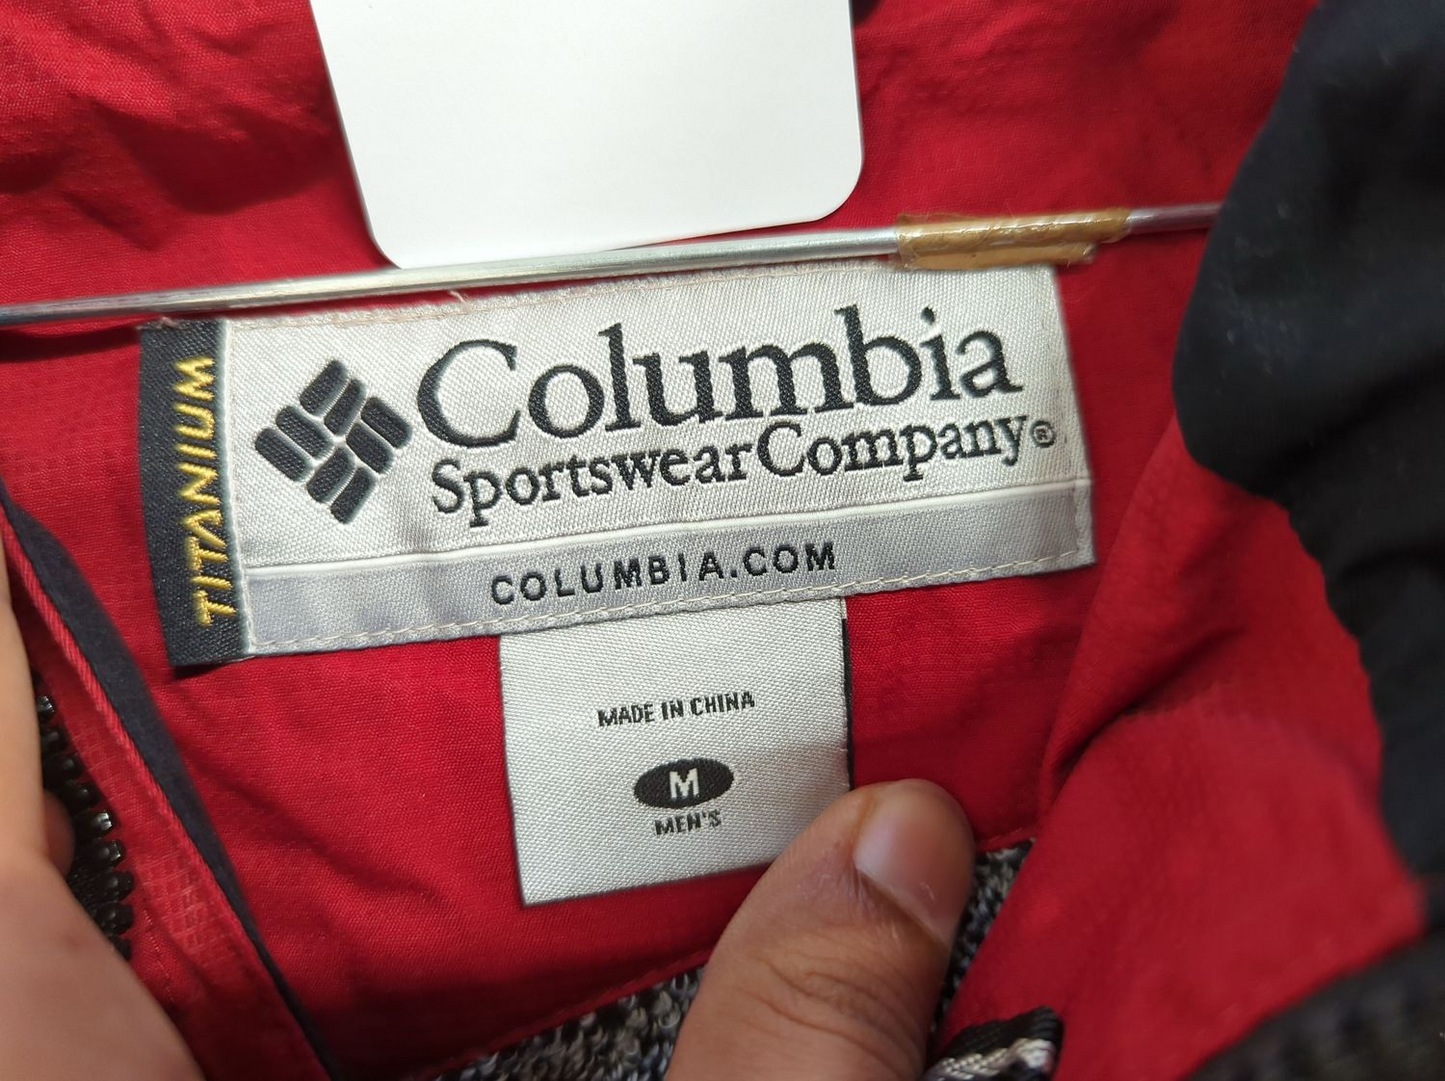 TITANIUM
Columbia
Sportswear Company®
COLUMBIA.COM
MADE IN CHINA
M
MEN'S